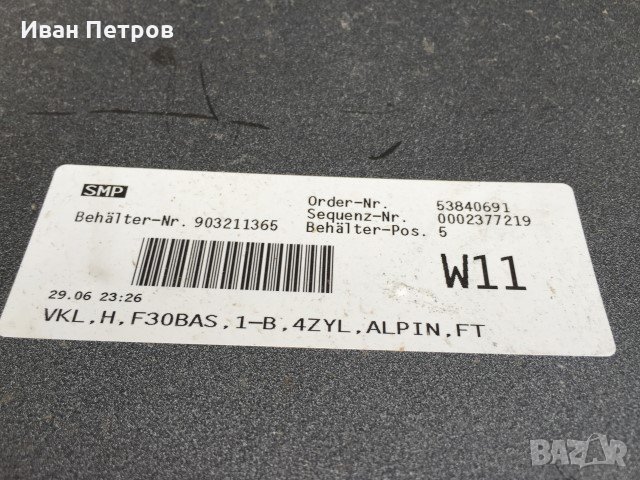 Иван Петров
SMP
Order-Nr. 53840691
Sequenz-Nr. 0002377219
Behälter-Nr. 903211365 Behälter-Pos. 5
W11
29.06 23:26
VKL,H,F30BAS,1-B,4ZYL,ALPIN,FT
BAZAR